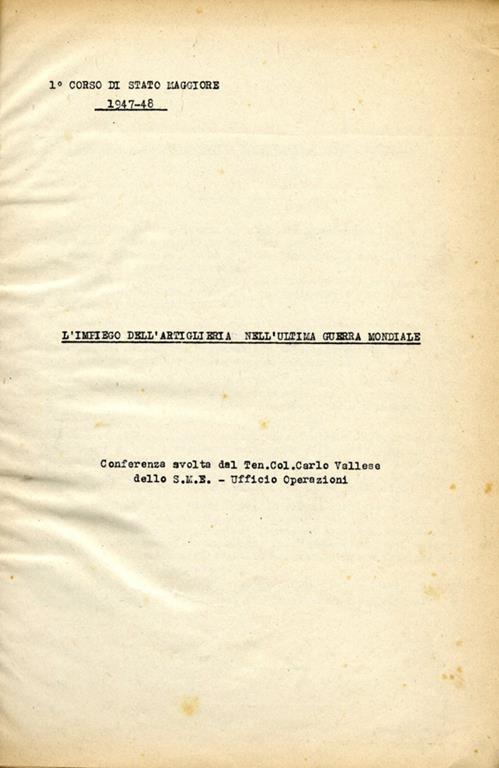 1° CORSO DI STATO MAGGIORE
1947-48
L'IMPIEGO DELL'ARTIGLIERIA NELL'ULTIMA GUERRA MONDIALE
Conferenza svolta dal Ten.Col.Carlo Vallese
dello S.M.E. - Ufficio Operazioni